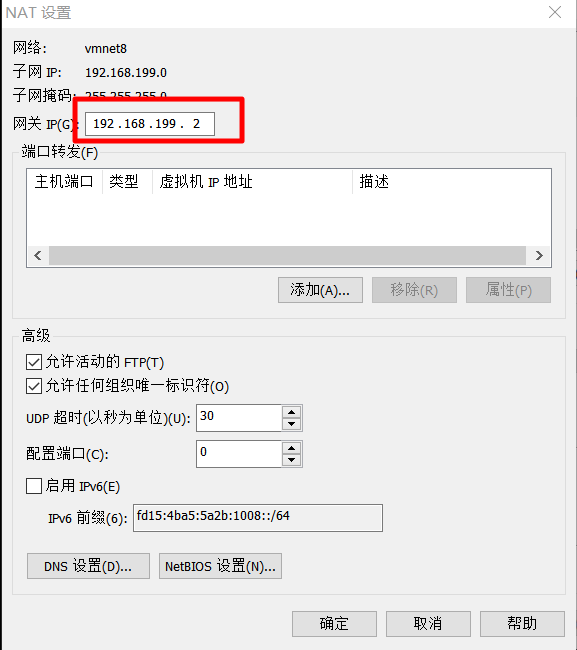 NAT 设置
网络: vmnet8
子网 IP: 192.168.199.0
子网掩码: 255.255.255.0
网关 IP(G): 192 . 168 . 199 . 2
端口转发(F)
主机端口 类型 虚拟机 IP 地址 描述
添加(A)... 移除(R) 属性(P)
高级
允许活动的 FTP(T)
允许任何组织唯一标识符(O)
UDP 超时(以秒为单位)(U): 30
配置端口(C): 0
启用 IPv6(E)
IPv6 前缀(6): fd15:4ba5:5a2b:1008::/64
DNS 设置(D)... NetBIOS 设置(N)...
确定 取消 帮助